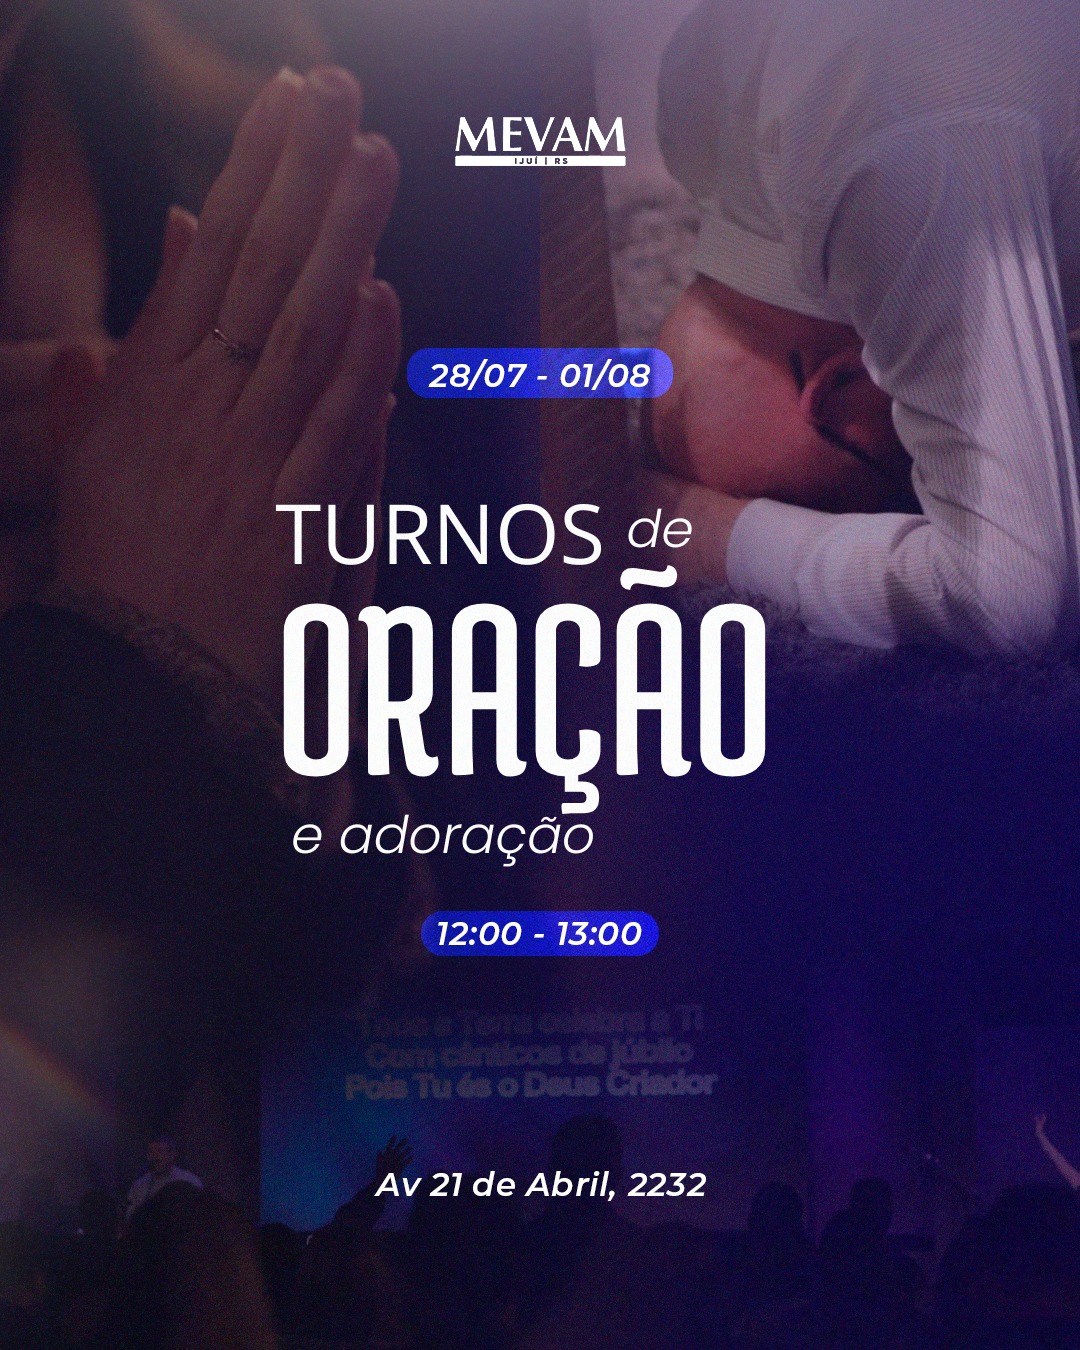 MEVAM
IJUÍ | RS
28/07 - 01/08
TURNOS de
ORAÇÃO
e adoração
12:00 - 13:00
Toda a Terra celebra a Ti
Com cânticos de júbilo
Pois Tu és o Deus Criador
Av 21 de Abril, 2232